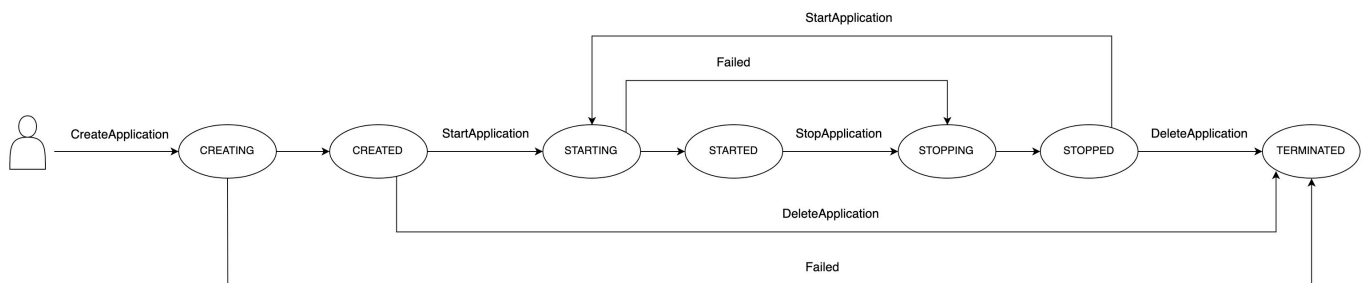 StartApplication
Failed
CreateApplication
CREATING
CREATED
StartApplication
STARTING
STARTED
StopApplication
STOPPING
STOPPED
DeleteApplication
TERMINATED
DeleteApplication
Failed